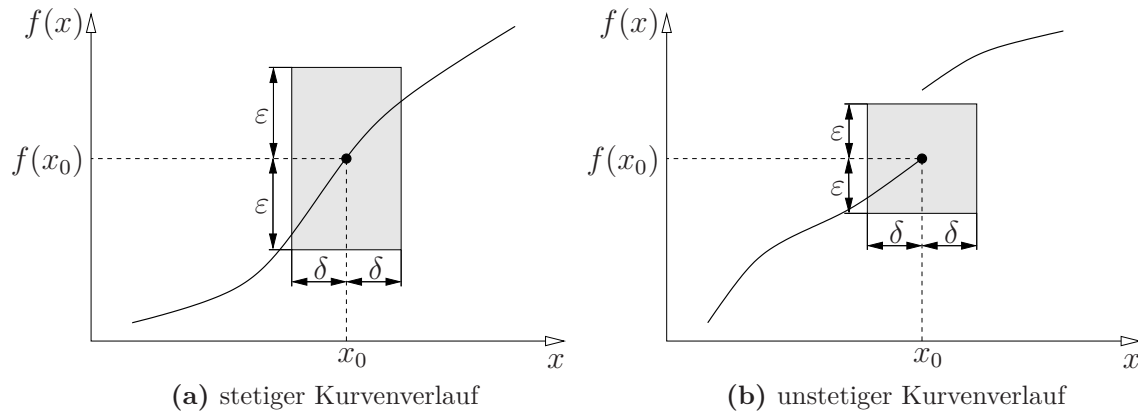 f(x)
ε
f(x₀)
ε
δ δ
x₀ x
(a) stetiger Kurvenverlauf
f(x)
ε
f(x₀)
ε
δ δ
x₀ x
(b) unstetiger Kurvenverlauf